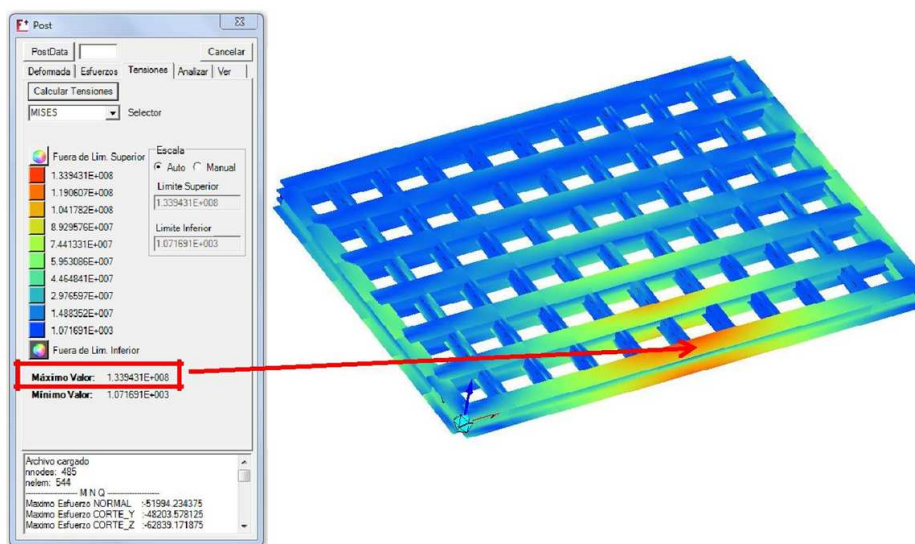 Post
PostData
Cancelar
Deformada Esfuerzos Tensiones Analizar Ver
Calcular Tensiones
MISES Selector
Fuera de Lim. Superior
1.339431E+008
1.190607E+008
1.041782E+008
8.929576E+007
7.441331E+007
5.953086E+007
4.464841E+007
2.976597E+007
1.488352E+007
1.071691E+003
Fuera de Lim. Inferior
Escala
Auto Manual
Limite Superior
1.339431E+008
Limite Inferior
1.071691E+003
Máximo Valor: 1.339431E+008
Mínimo Valor: 1.071691E+003
Archivo cargado
nnodes: 485
nelem: 544
------------------- M N Q -------------------
Maximo Esfuerzo NORMAL :-51994.234375
Maximo Esfuerzo CORTE_Y :-48203.578125
Maximo Esfuerzo CORTE_Z :-62839.171875